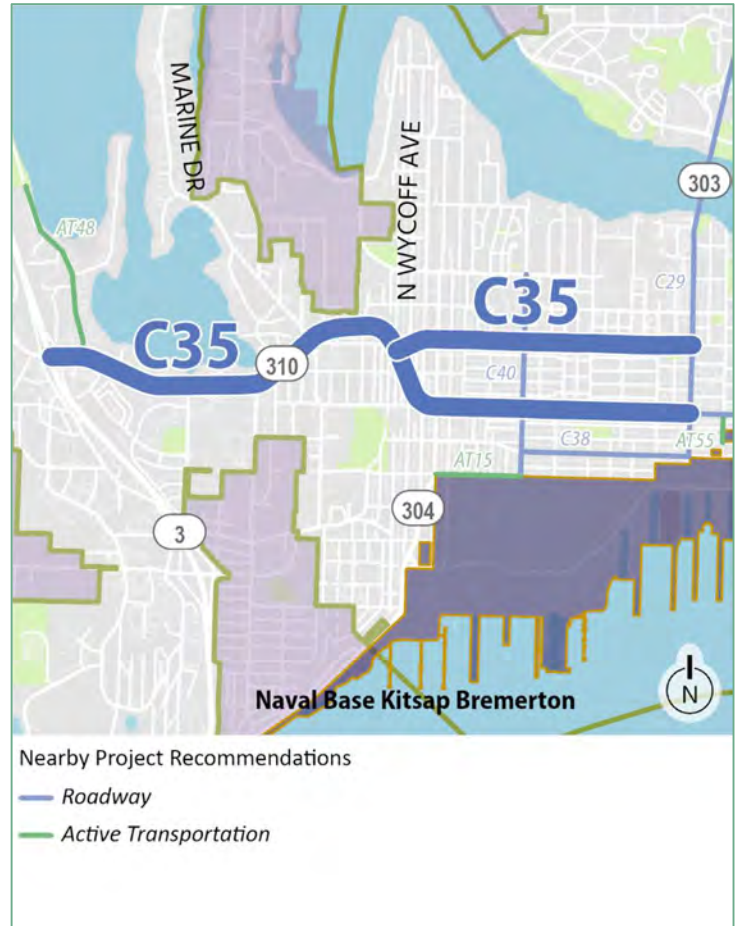 MARINE DR
N WYCOFF AVE
303
AT48
C29
C35
C35
310
C40
C38
AT55
AT15
304
3
Naval Base Kitsap Bremerton
N
Nearby Project Recommendations
Roadway
Active Transportation